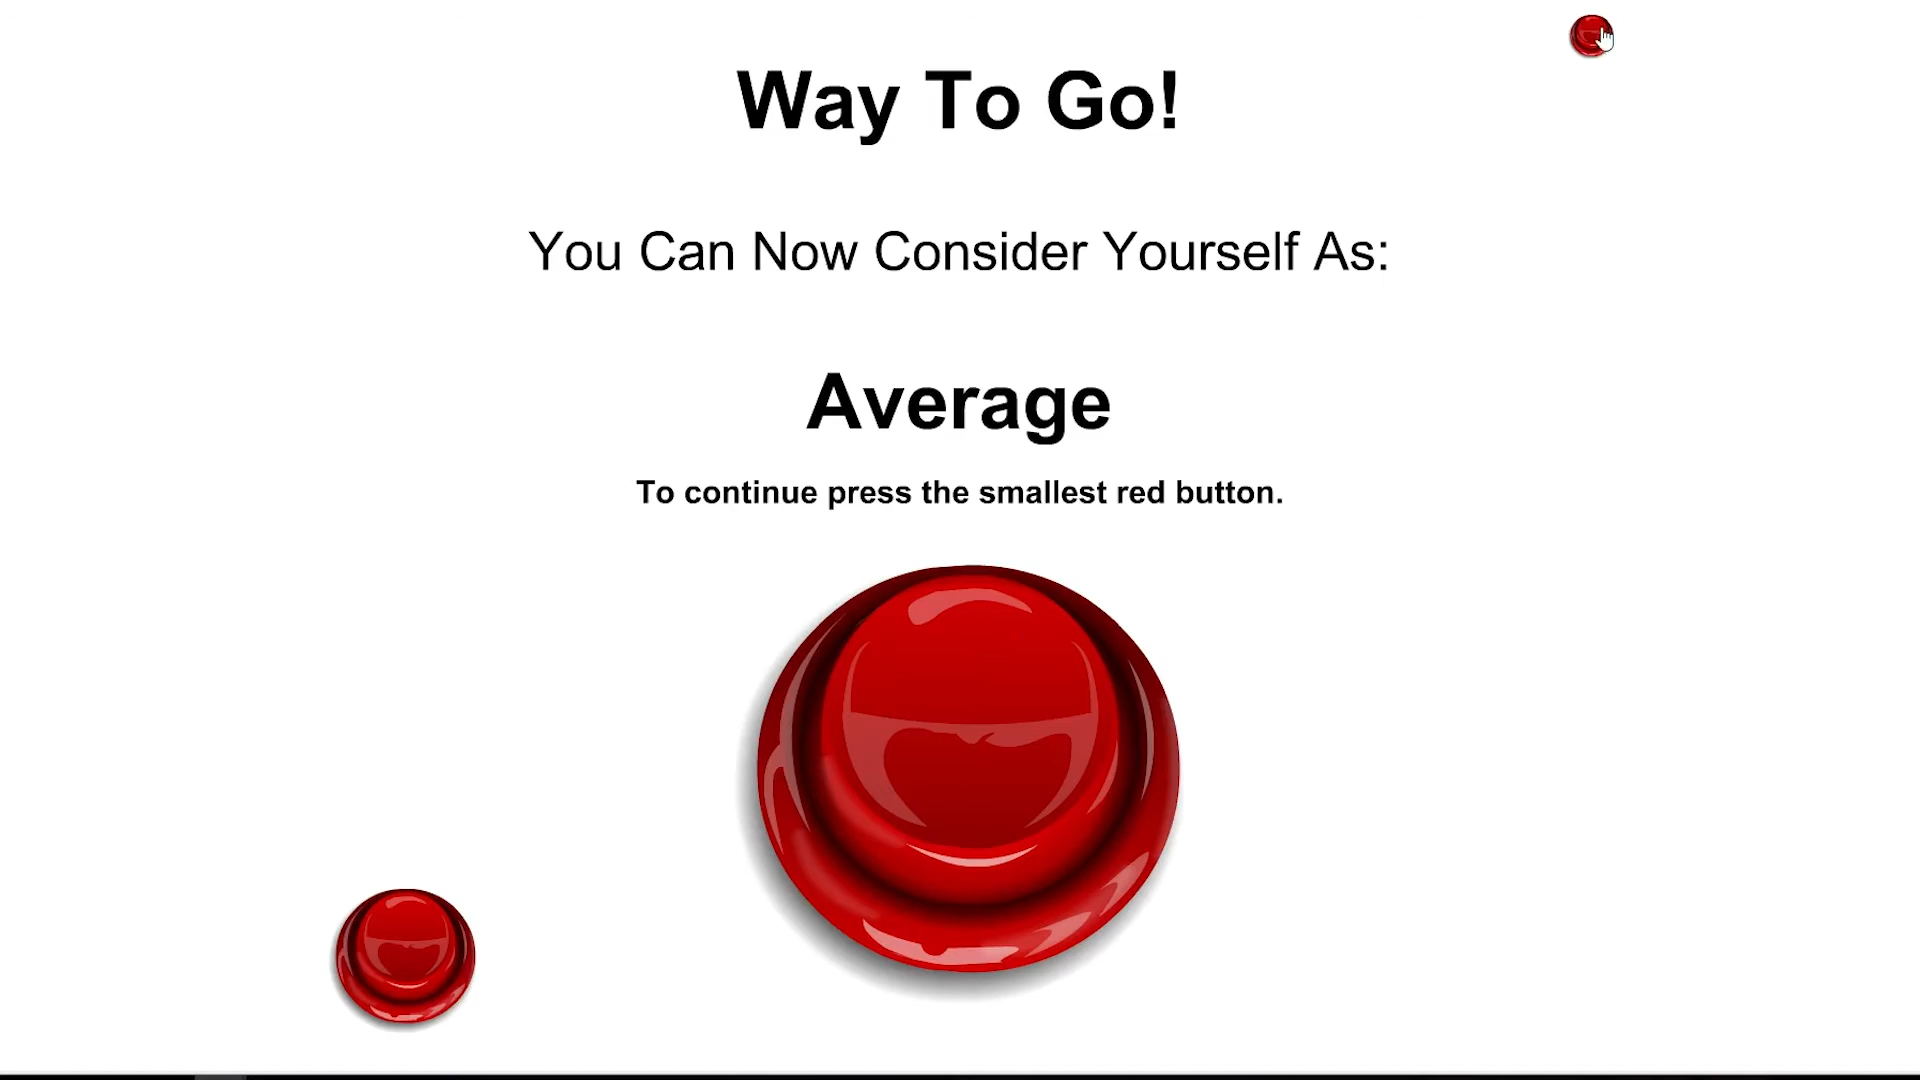 Way To Go!
You Can Now Consider Yourself As:
Average
To continue press the smallest red button.